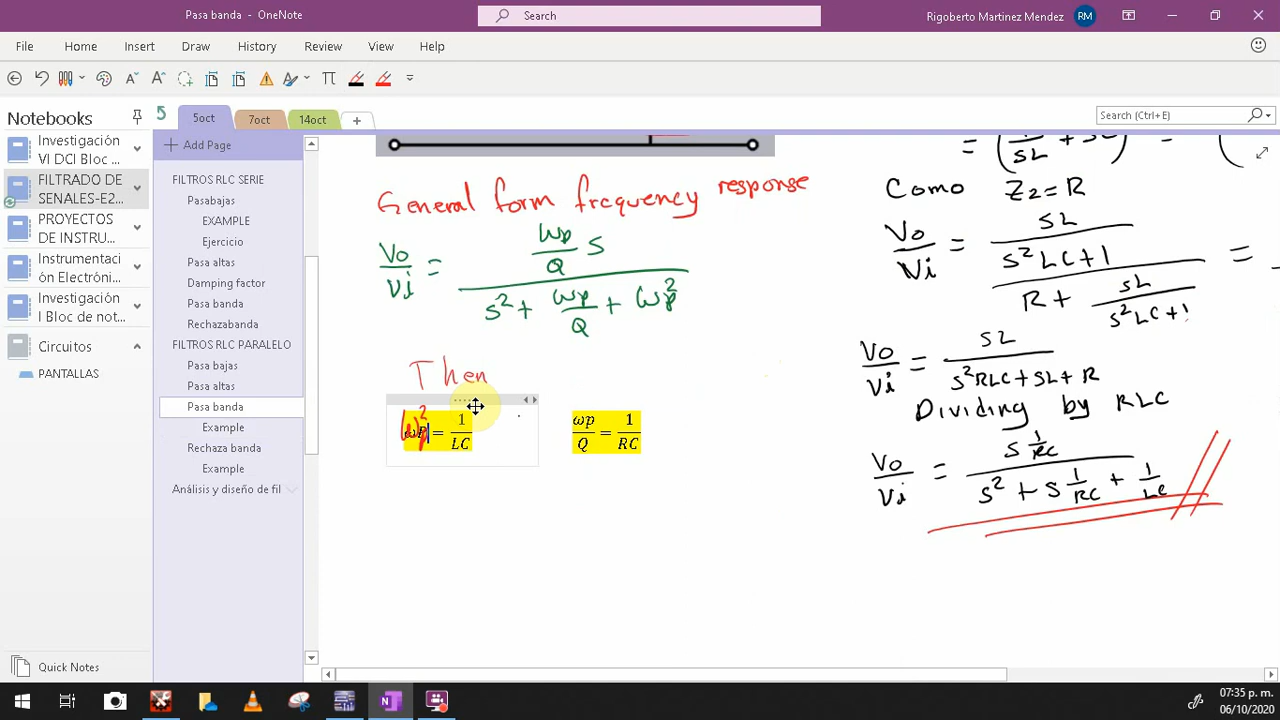 Pasa banda - OneNote
Search
Rigoberto Martinez Mendez RM
File Home Insert Draw History Review View Help
Notebooks
5oct 7oct 14oct +
Search (Ctrl+E)
Investigación
VI DCI Bloc ...
FILTRADO DE
SENALES-E2...
PROYECTOS
DE INSTRU...
Instrumentaci
ón Electróni...
Investigación
I Bloc de not...
Circuitos
PANTALLAS
Quick Notes
Add Page
FILTROS RLC SERIE
Pasabajas
EXAMPLE
Ejercicio
Pasa altas
Damping factor
Pasa banda
Rechazabanda
FILTROS RLC PARALELO
Pasa bajas
Pasa altas
Pasa banda
Example
Rechaza banda
Example
Análisis y diseño de fil
General form frequency response
Vo/Vi = (ωp/Q s) / (s² + ωp/Q + ωp²)
Then
ωp² = 1/LC
ωp/Q = 1/RC
Como Z2 = R
Vo/Vi = (SL / (S²LC+1)) / (R + SL / (S²LC+1)) =
Vo/Vi = SL / (S²RLC+SL+R
Dividing by RLC
Vo/Vi = (S 1/RC) / (S² + S 1/RC + 1/LC)
07:35 p. m.
06/10/2020